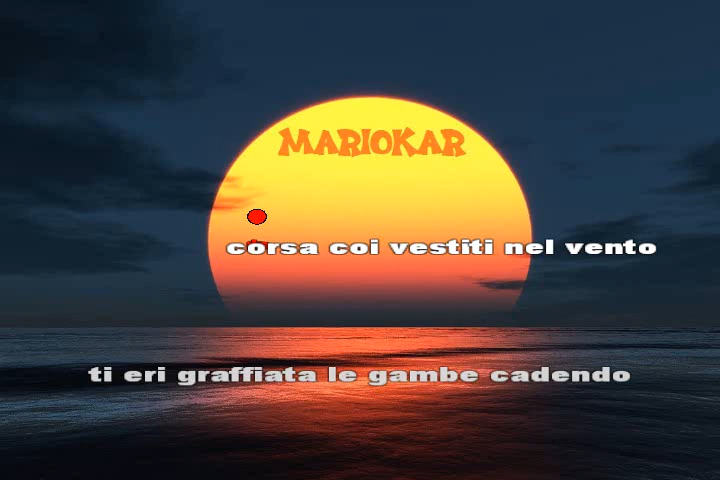 MARIOKAR
corsa coi vestiti nel vento
ti eri graffiata le gambe cadendo